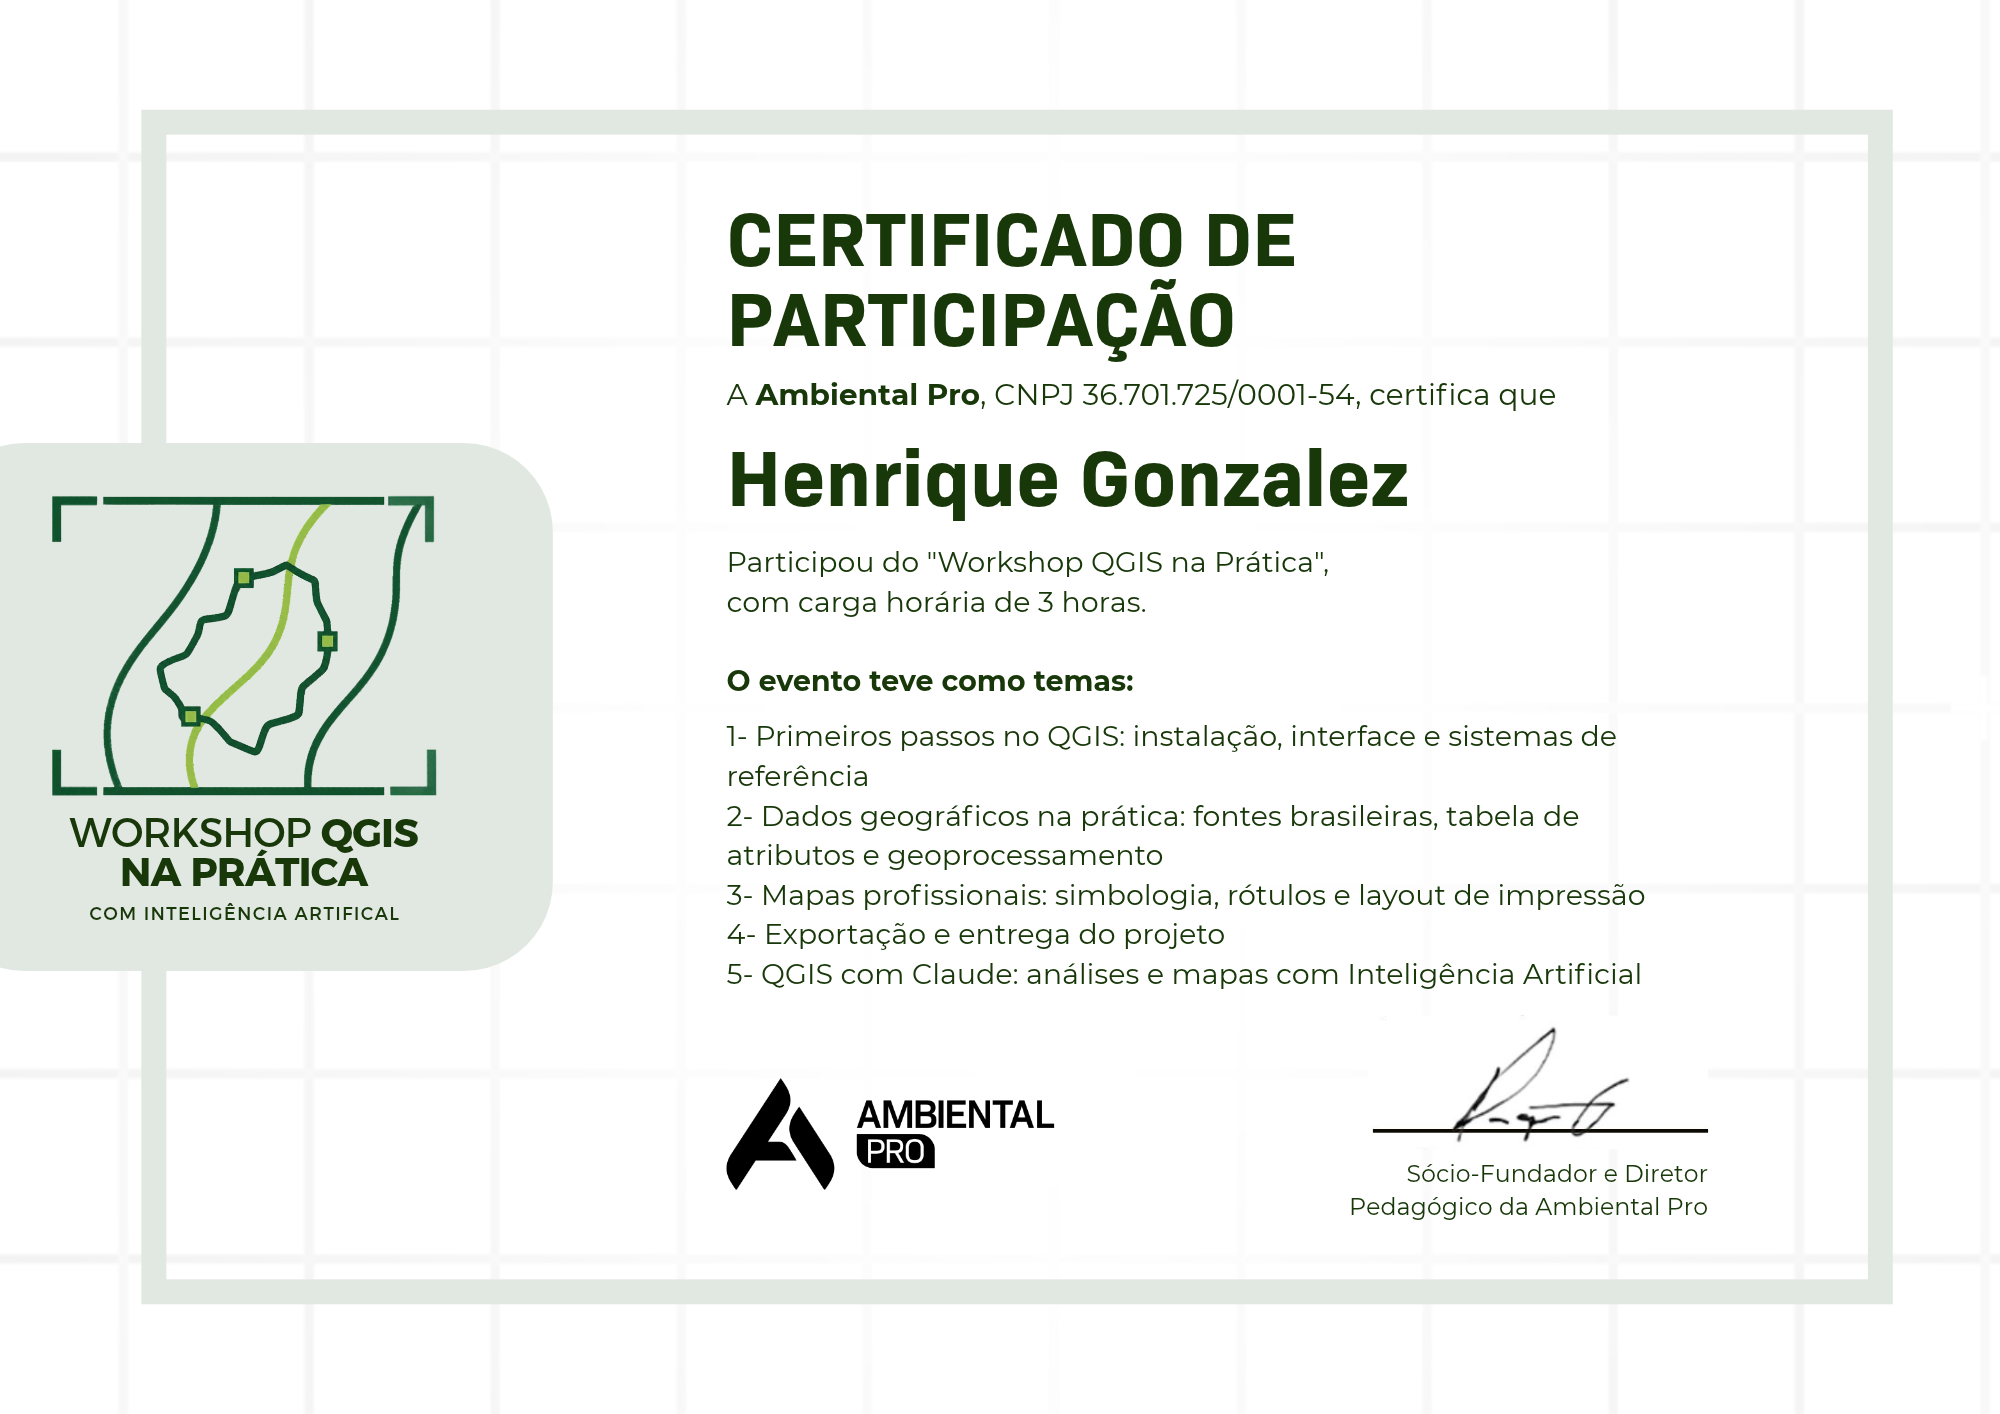 CERTIFICADO DE
PARTICIPAÇÃO
A Ambiental Pro, CNPJ 36.701.725/0001-54, certifica que
Henrique Gonzalez
Participou do "Workshop QGIS na Prática",
com carga horária de 3 horas.
O evento teve como temas:
1- Primeiros passos no QGIS: instalação, interface e sistemas de
referência
2- Dados geográficos na prática: fontes brasileiras, tabela de
atributos e geoprocessamento
3- Mapas profissionais: simbologia, rótulos e layout de impressão
4- Exportação e entrega do projeto
5- QGIS com Claude: análises e mapas com Inteligência Artificial
WORKSHOP QGIS
NA PRÁTICA
COM INTELIGÊNCIA ARTIFICAL
AMBIENTAL
PRO
Sócio-Fundador e Diretor
Pedagógico da Ambiental Pro